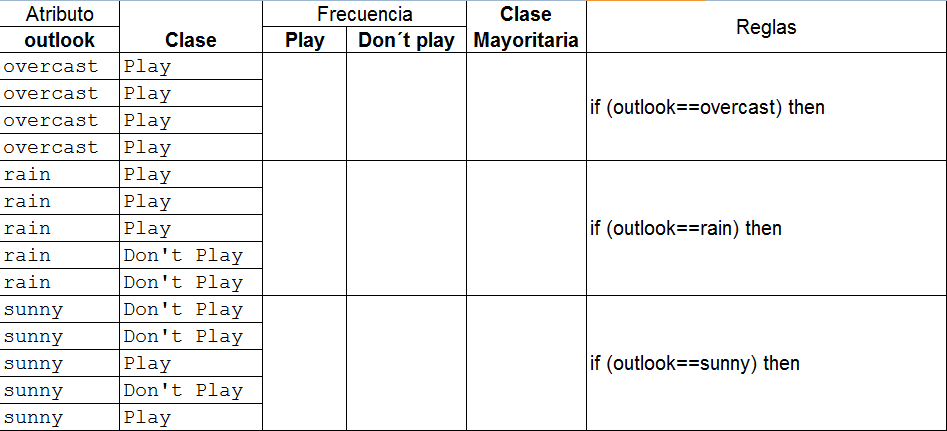 Atributo Frecuencia Clase Reglas
outlook Clase Play Don´t play Mayoritaria
overcast Play
overcast Play
overcast Play
overcast Play
if (outlook==overcast) then
rain Play
rain Play
rain Play
rain Don't Play
rain Don't Play
if (outlook==rain) then
sunny Don't Play
sunny Don't Play
sunny Play
sunny Don't Play
sunny Play
if (outlook==sunny) then